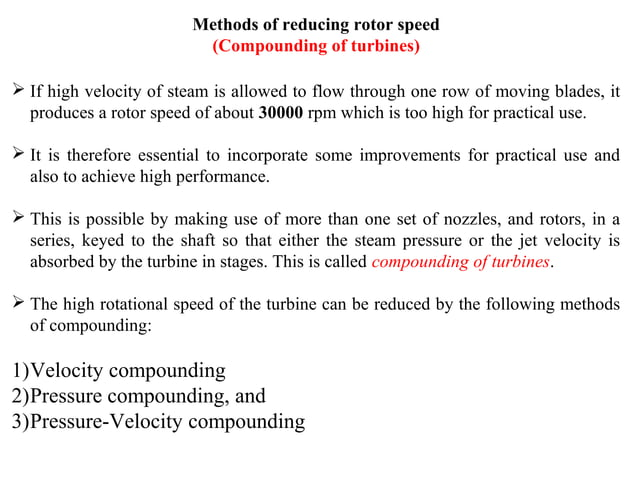 Methods of reducing rotor speed
(Compounding of turbines)
➢ If high velocity of steam is allowed to flow through one row of moving blades, it
produces a rotor speed of about 30000 rpm which is too high for practical use.
➢ It is therefore essential to incorporate some improvements for practical use and
also to achieve high performance.
➢ This is possible by making use of more than one set of nozzles, and rotors, in a
series, keyed to the shaft so that either the steam pressure or the jet velocity is
absorbed by the turbine in stages. This is called compounding of turbines.
➢ The high rotational speed of the turbine can be reduced by the following methods
of compounding:
1)Velocity compounding
2)Pressure compounding, and
3)Pressure-Velocity compounding